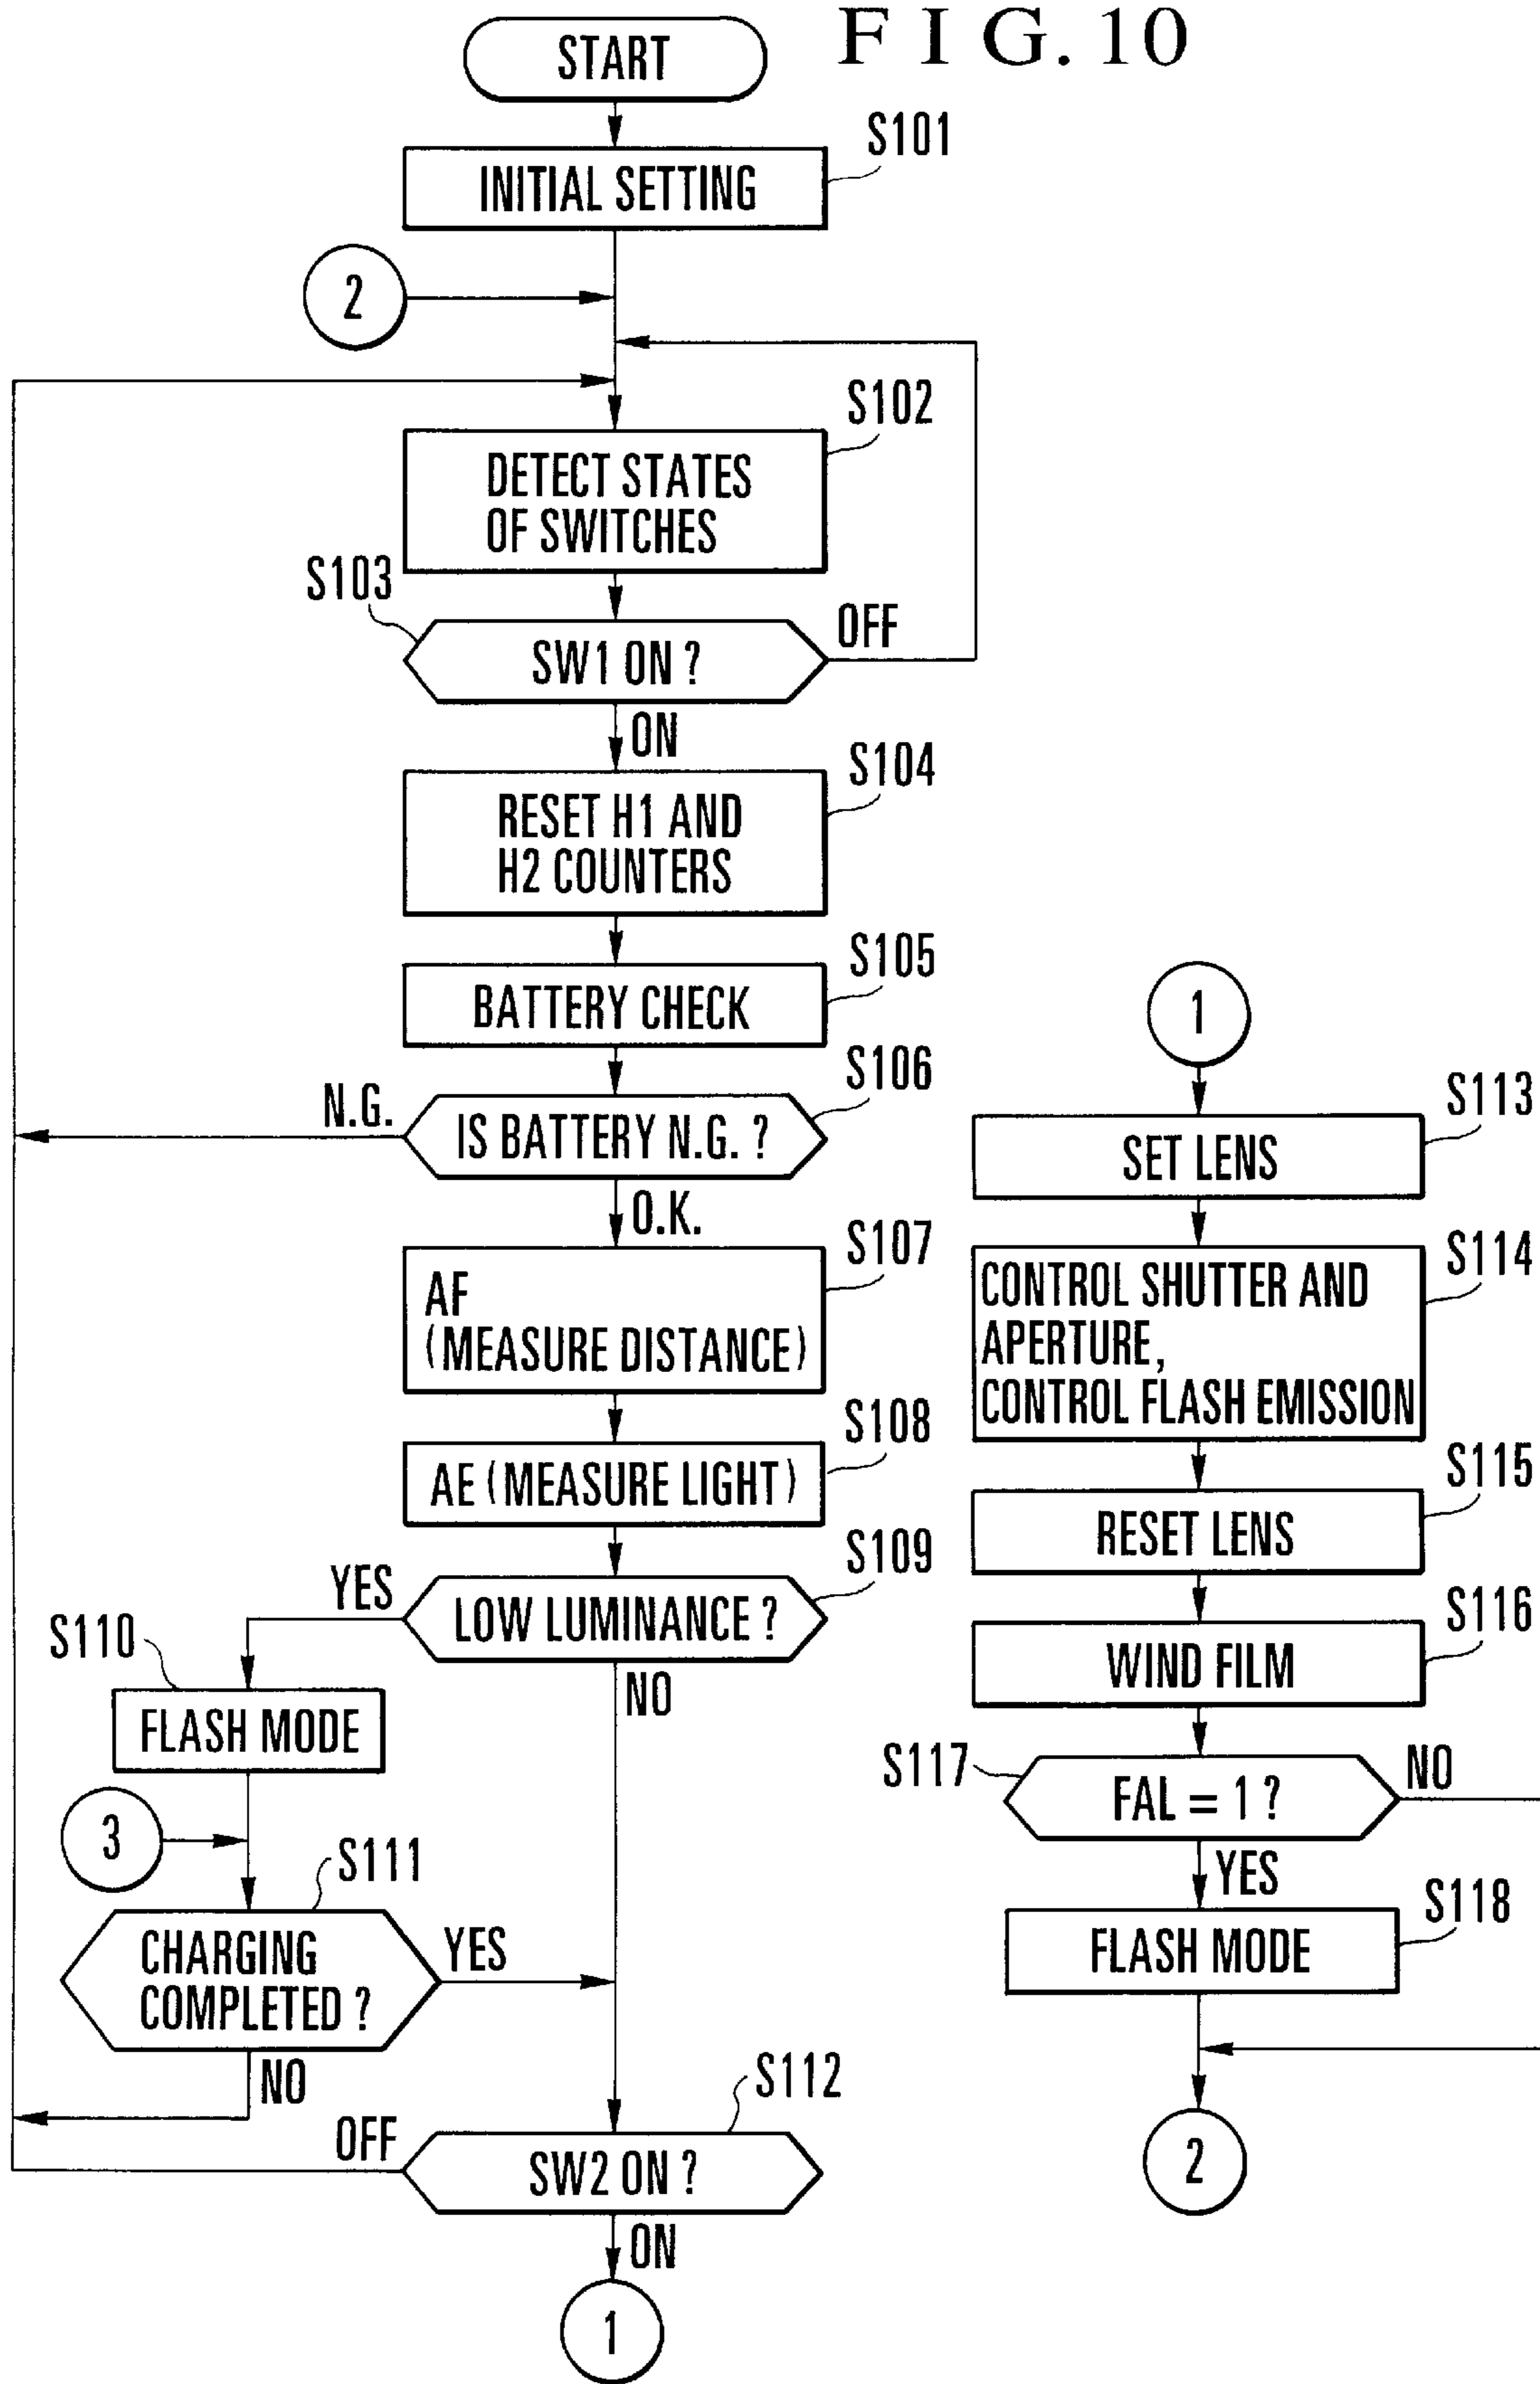 FIG. 10
START
S101
INITIAL SETTING
2
S102
DETECT STATES
OF SWITCHES
S103
SW1 ON ?
OFF
ON
S104
RESET H1 AND
H2 COUNTERS
S105
BATTERY CHECK
S106
N.G.
IS BATTERY N.G. ?
O.K.
S107
AF
(MEASURE DISTANCE)
S108
AE (MEASURE LIGHT)
S109
YES
LOW LUMINANCE ?
NO
S110
FLASH MODE
3
S111
CHARGING
COMPLETED ?
YES
NO
S112
OFF
SW2 ON ?
ON
1
1
S113
SET LENS
S114
CONTROL SHUTTER AND
APERTURE,
CONTROL FLASH EMISSION
S115
RESET LENS
S116
WIND FILM
S117
FAL = 1 ?
NO
YES
S118
FLASH MODE
2